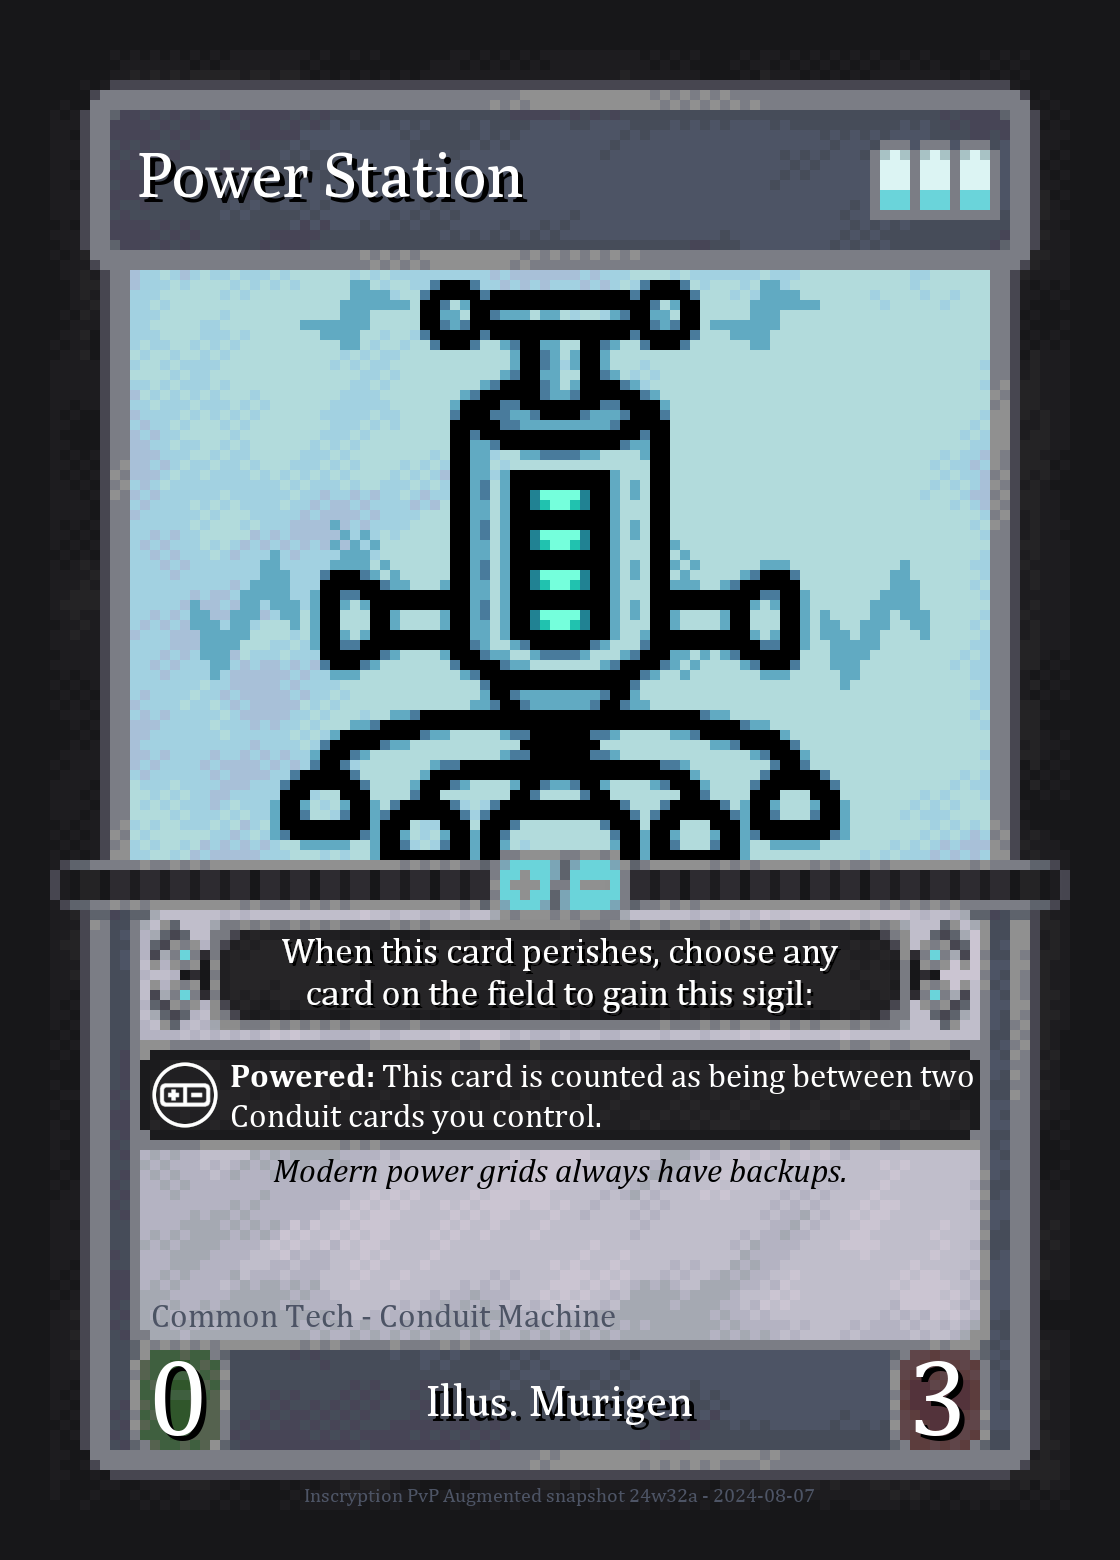 Power Station
When this card perishes, choose any
card on the field to gain this sigil:
Powered: This card is counted as being between two
Conduit cards you control.
Modern power grids always have backups.
Common Tech - Conduit Machine
0
Illus. Murigen
3
Inscryption PvP Augmented snapshot 24w32a - 2024-08-07